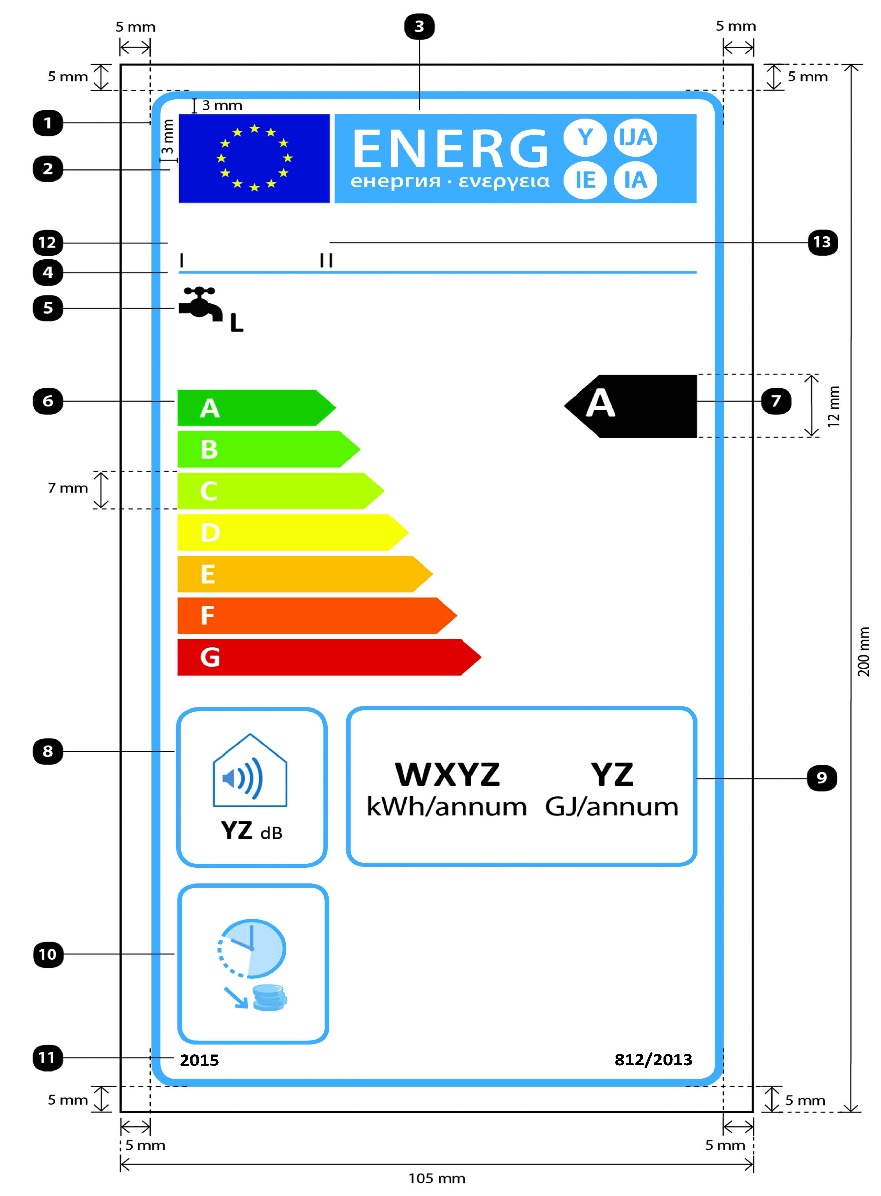 3
5 mm
5 mm
5 mm
5 mm
3 mm
1
3 mm
ENERG Y IJA
2
енергия · ενεργεια IE IA
12
13
I II
4
5
L
6
A
A
7
12 mm
B
7 mm
C
D
E
F
200 mm
G
8
WXYZ YZ
9
kWh/annum GJ/annum
YZ dB
10
11
2015 812/2013
5 mm
5 mm
5 mm
5 mm
105 mm